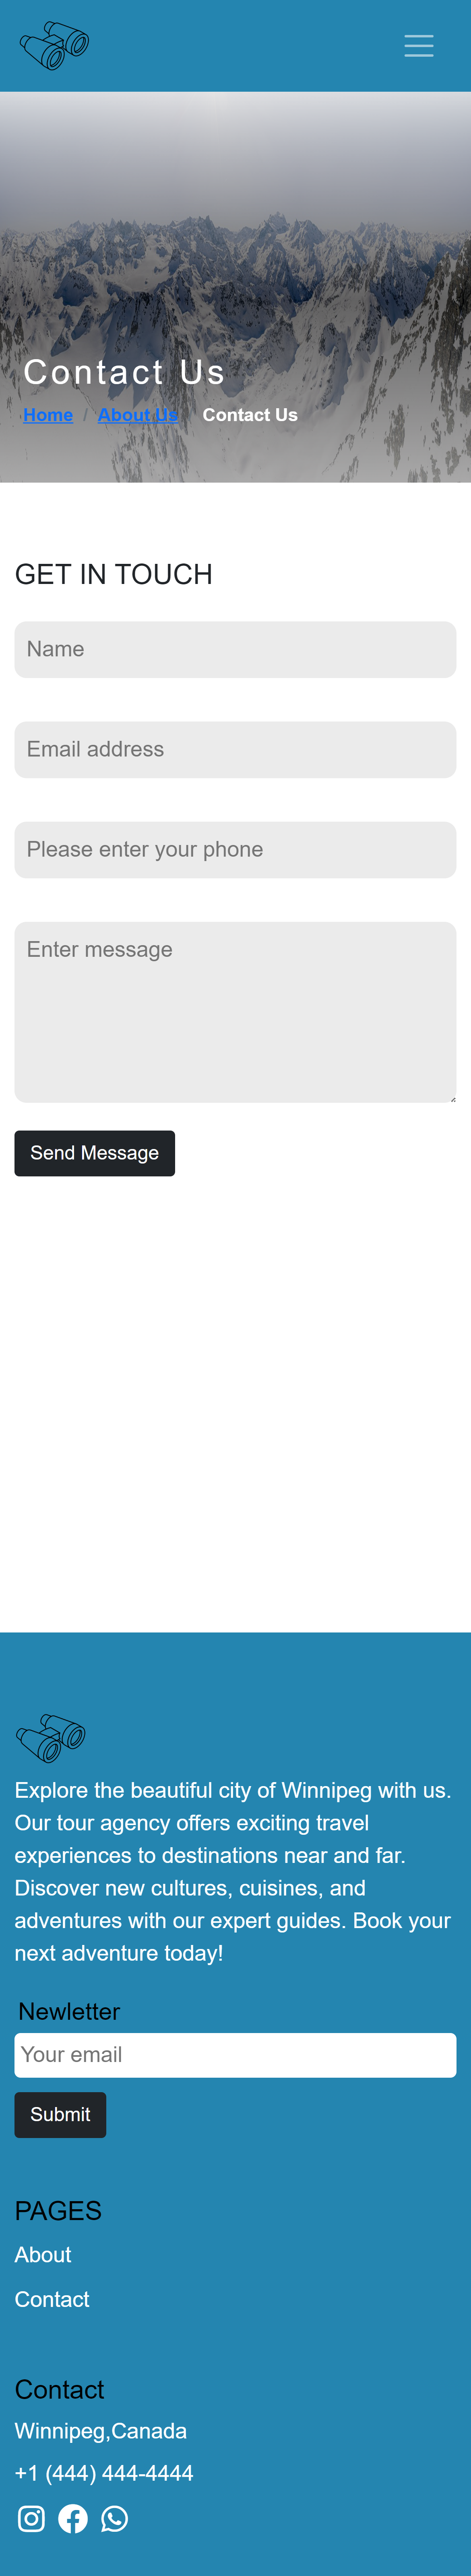 Contact Us
Home / About Us Contact Us
GET IN TOUCH
Name
Email address
Please enter your phone
Enter message
Send Message
Explore the beautiful city of Winnipeg with us.
Our tour agency offers exciting travel
experiences to destinations near and far.
Discover new cultures, cuisines, and
adventures with our expert guides. Book your
next adventure today!
Newletter
Your email
Submit
PAGES
About
Contact
Contact
Winnipeg,Canada
+1 (444) 444-4444